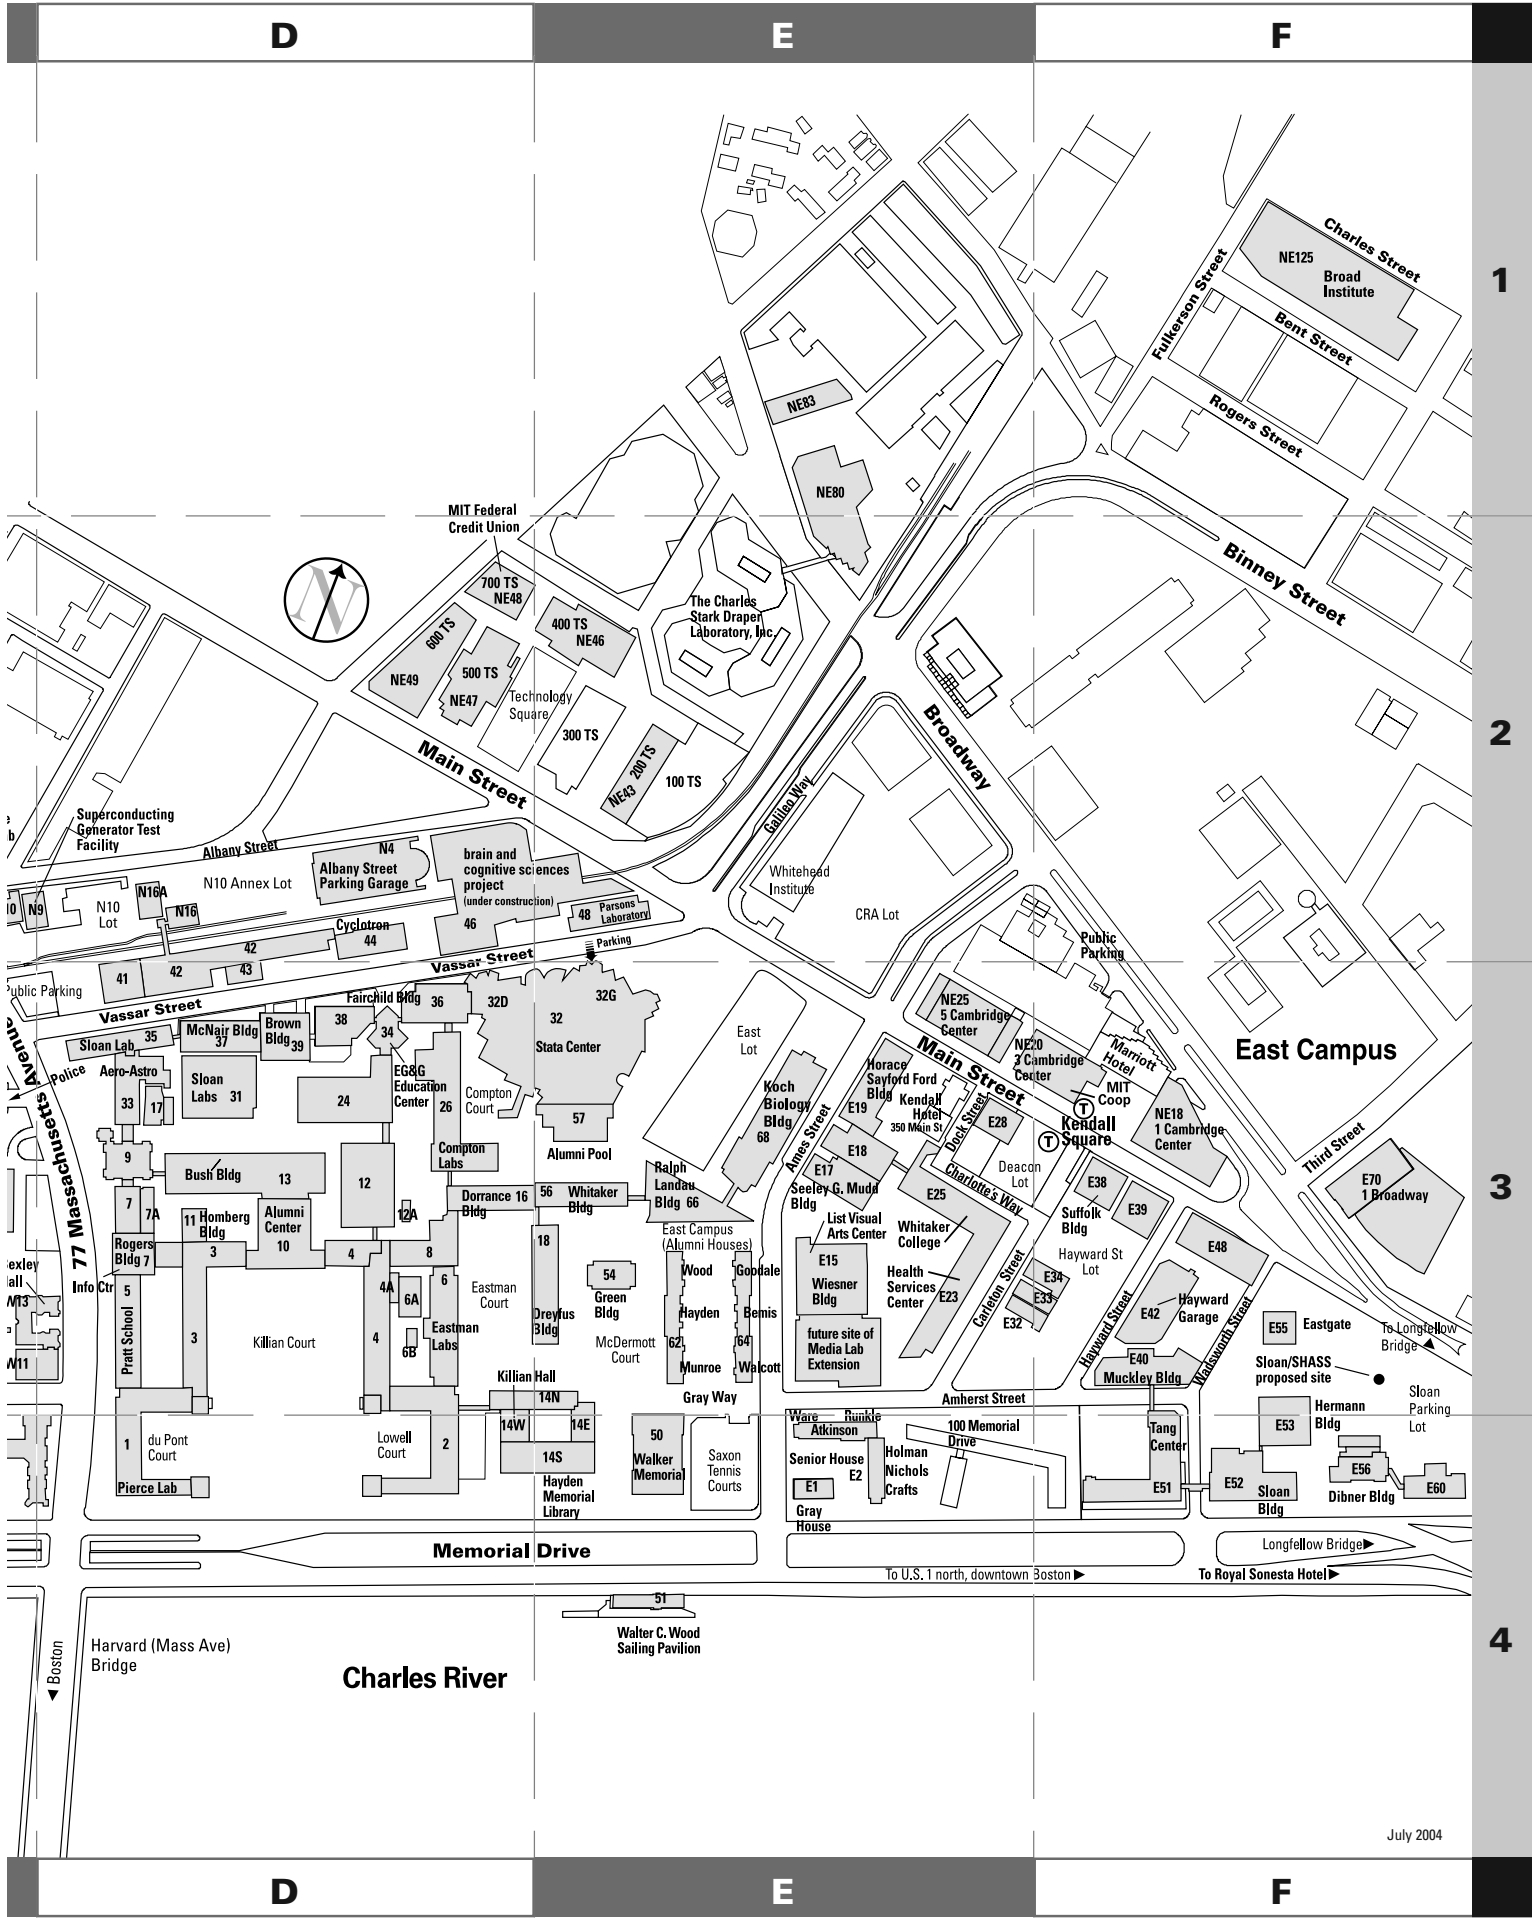 D
E
F
1
Charles Street
NE125
Broad
Institute
Fulkerson Street
Bent Street
Rogers Street
NE83
NE80
MIT Federal
Credit Union
Binney Street
N
700 TS
NE48
600 TS
NE49
500 TS
NE47
400 TS
NE46
The Charles
Stark Draper
Laboratory, Inc.
Technology
Square
300 TS
200 TS
NE43
100 TS
Main Street
Broadway
2
Galileo Way
Superconducting
Generator Test
Facility
Albany Street
N4
Albany Street
Parking Garage
N10 Annex Lot
brain and
cognitive sciences
project
(under construction)
46
Whitehead
Institute
CRA Lot
N9
N10
Lot
N16A
N16
Cyclotron
44
48
Parsons
Laboratory
Parking
Public
Parking
42
42
43
41
Vassar Street
Public Parking
Vassar Street
Fairchild Bldg
36
32D
32G
32
Stata Center
38
34
McNair Bldg
37
Brown
Bldg
39
35
Sloan Lab
Police
Aero-Astro
Sloan
Labs 31
33
17
24
EG&G
Education
Center
26
Compton
Court
57
Alumni Pool
Compton
Labs
East
Lot
Koch
Biology
Bldg
68
Ames Street
NE25
5 Cambridge
Center
Main Street
NE20
3 Cambridge
Center
Marriott
Hotel
MIT
Coop
T
Kendall
Square
T
NE18
1 Cambridge
Center
East Campus
Third Street
E70
1 Broadway
3
Horace
Sayford Ford
Bldg
E19
Kendall
Hotel
350 Main St
Dock Street
E28
E18
E17
Seeley G. Mudd
Bldg
Charlotte's Way
Deacon
Lot
E25
E38
Suffolk
Bldg
E39
77 Massachusetts Avenue
9
Bush Bldg
13
12
12A
7
7A
11
Homberg
Bldg
Alumni
Center
10
Rogers
Bldg 7
3
4
8
Info Ctr
5
Pratt School
3
Killian Court
4
4A
6A
6B
6
Eastman
Labs
Eastman
Court
Dorrance 16
Bldg
56
Whitaker
Bldg
Ralph
Landau
Bldg 66
18
Dreyfus
Bldg
54
Green
Bldg
McDermott
Court
East Campus
(Alumni Houses)
Wood
Goodale
Hayden
Bemis
62
64
Munroe
Walcott
Gray Way
List Visual
Arts Center
E15
Wiesner
Bldg
future site of
Media Lab
Extension
Whitaker
College
Health
Services
Center
E23
Carleton Street
Hayward St
Lot
E34
E33
E32
E48
Hayward Street
E42
Hayward
Garage
Wadsworth Street
E40
Muckley Bldg
E55
Eastgate
To Longfellow
Bridge
Sloan/SHASS
proposed site
Sloan
Parking
Lot
W13
W11
Killian Hall
14N
14W
14E
14S
Hayden
Memorial
Library
1
du Pont
Court
Pierce Lab
Lowell
Court
2
50
Walker
Memorial
Saxon
Tennis
Courts
Amherst Street
Ware
Runkle
Atkinson
Senior House
E2
E1
Gray
House
Holman
Nichols
Crafts
100 Memorial
Drive
Tang
Center
E51
E53
Hermann
Bldg
E52
Sloan
Bldg
E56
Dibner Bldg
E60
Memorial Drive
Longfellow Bridge
To U.S. 1 north, downtown Boston
To Royal Sonesta Hotel
51
Walter C. Wood
Sailing Pavilion
Boston
Harvard (Mass Ave)
Bridge
Charles River
4
July 2004
D
E
F